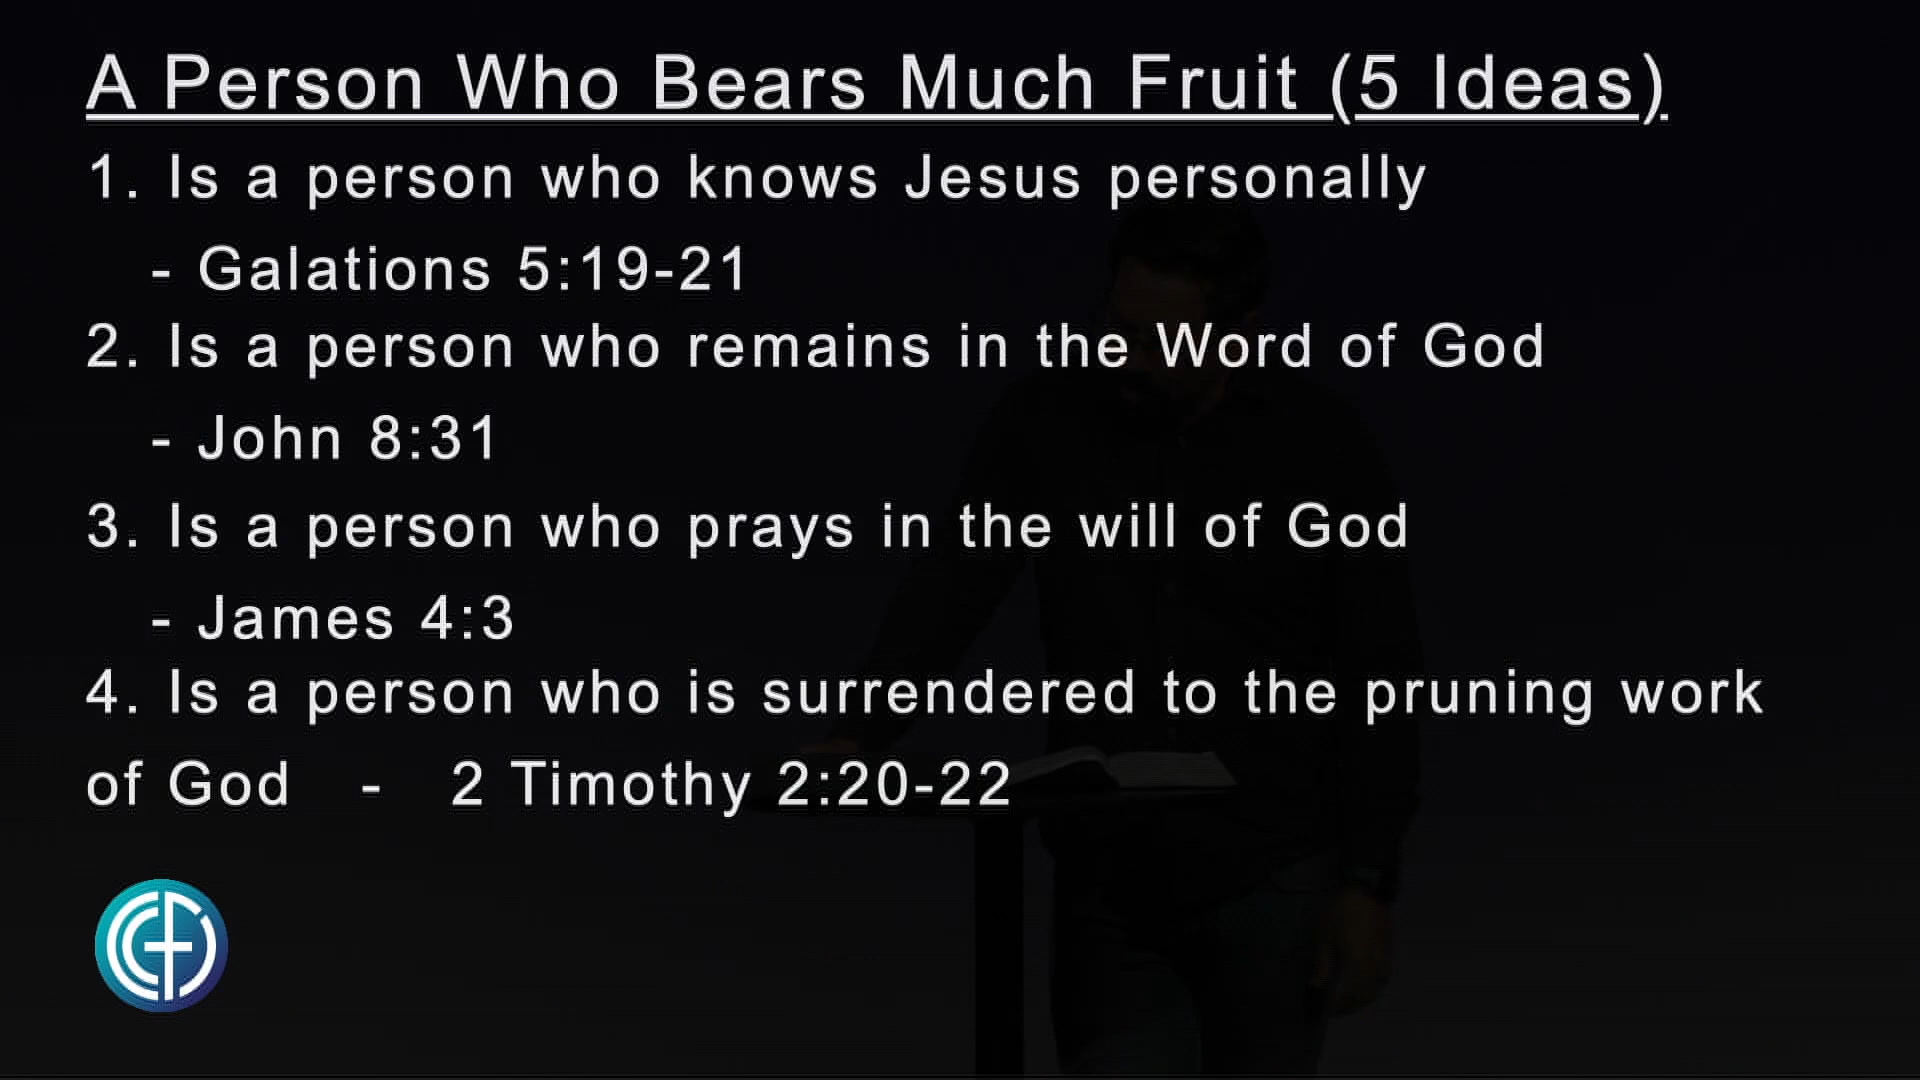 A Person Who Bears Much Fruit (5 Ideas)
1. Is a person who knows Jesus personally
- Galations 5:19-21
2. Is a person who remains in the Word of God
- John 8:31
3. Is a person who prays in the will of God
- James 4:3
4. Is a person who is surrendered to the pruning work
of God - 2 Timothy 2:20-22